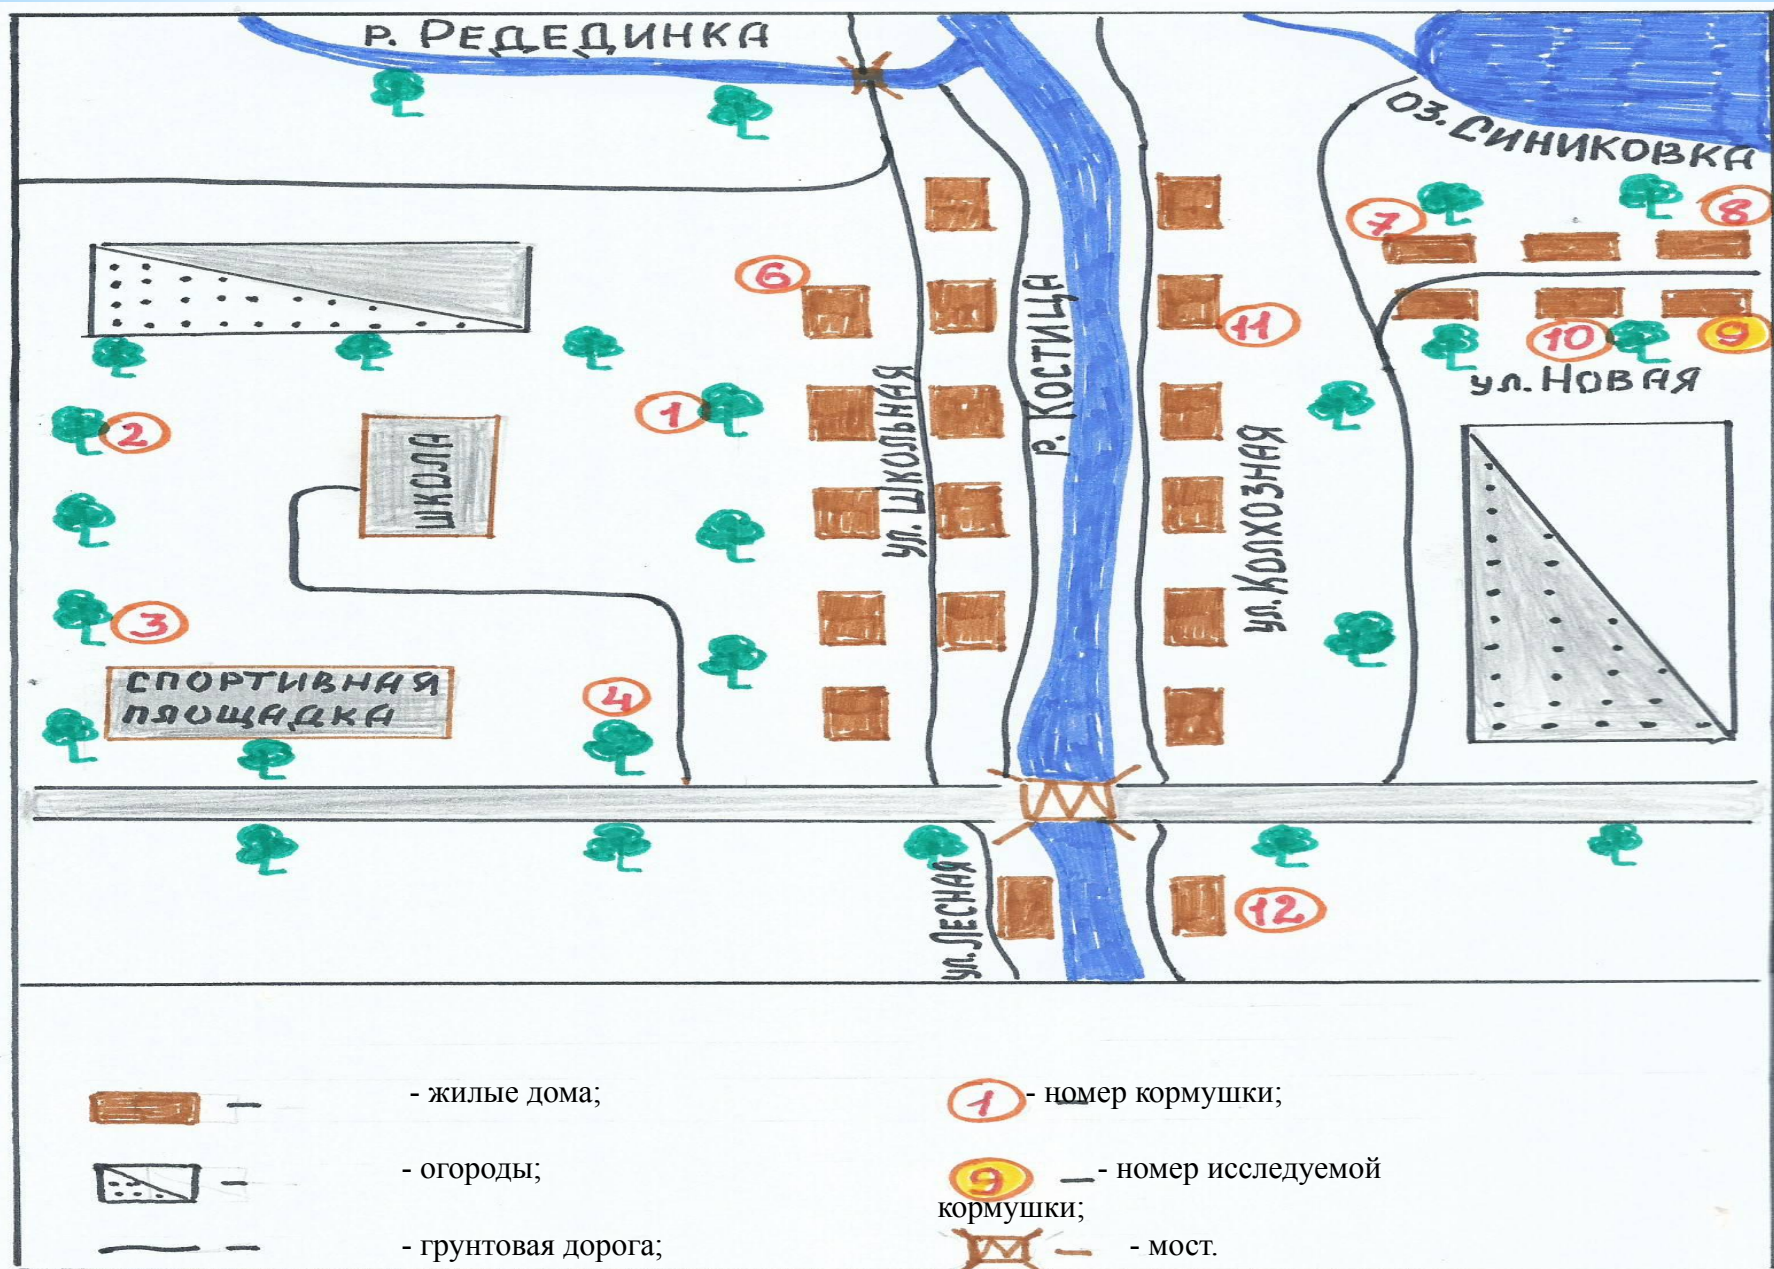 р. РЕДЕДИНКА
ОЗ. СИНИКОВКА
7
8
6
11
10
9
ул. НОВАЯ
1
2
ШКОЛА
ул. ШКОЛЬНАЯ
р. КОСТИЦА
ул. КОЛХОЗНАЯ
3
СПОРТИВНАЯ
ПЛОЩАДКА
4
ул. ЛЕСНАЯ
12
- жилые дома;
1 - номер кормушки;
- огороды;
9 - номер исследуемой
кормушки;
- грунтовая дорога;
- мост.